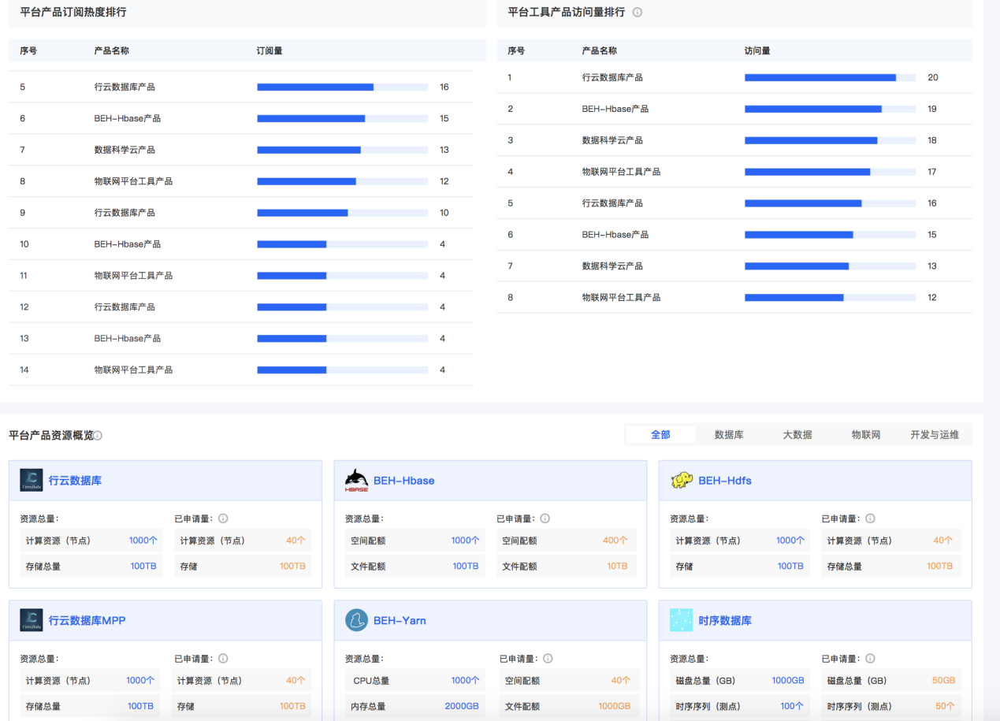 平台产品订阅热度排行
序号 产品名称 订阅量
5 行云数据库产品 16
6 BEH-Hbase产品 15
7 数据科学云产品 13
8 物联网平台工具产品 12
9 行云数据库产品 10
10 BEH-Hbase产品 4
11 物联网平台工具产品 4
12 行云数据库产品 4
13 BEH-Hbase产品 4
14 物联网平台工具产品 4
平台工具产品访问量排行
序号 产品名称 访问量
1 行云数据库产品 20
2 BEH-Hbase产品 19
3 数据科学云产品 18
4 物联网平台工具产品 17
5 行云数据库产品 16
6 BEH-Hbase产品 15
7 数据科学云产品 13
8 物联网平台工具产品 12
平台产品资源概览
全部 数据库 大数据 物联网 开发与运维
行云数据库
资源总量: 已申请量:
计算资源（节点） 1000个 计算资源（节点） 40个
存储总量 100TB 存储 100TB
HBASE
BEH-Hbase
资源总量: 已申请量:
空间配额 1000个 空间配额 400个
文件配额 100TB 文件配额 10TB
BEH-Hdfs
资源总量: 已申请量:
计算资源（节点） 1000个 计算资源（节点） 40个
存储 100TB 存储总量 100TB
行云数据库MPP
资源总量: 已申请量:
计算资源（节点） 1000个 计算资源（节点） 40个
存储总量 100TB 存储 100TB
BEH-Yarn
资源总量: 已申请量:
CPU总量 1000个 空间配额 40个
内存总量 2000GB 文件配额 1000GB
时序数据库
资源总量: 已申请量:
磁盘总量（GB） 1000GB 磁盘总量（GB） 50GB
时序序列（测点） 100个 时序序列（测点） 50个